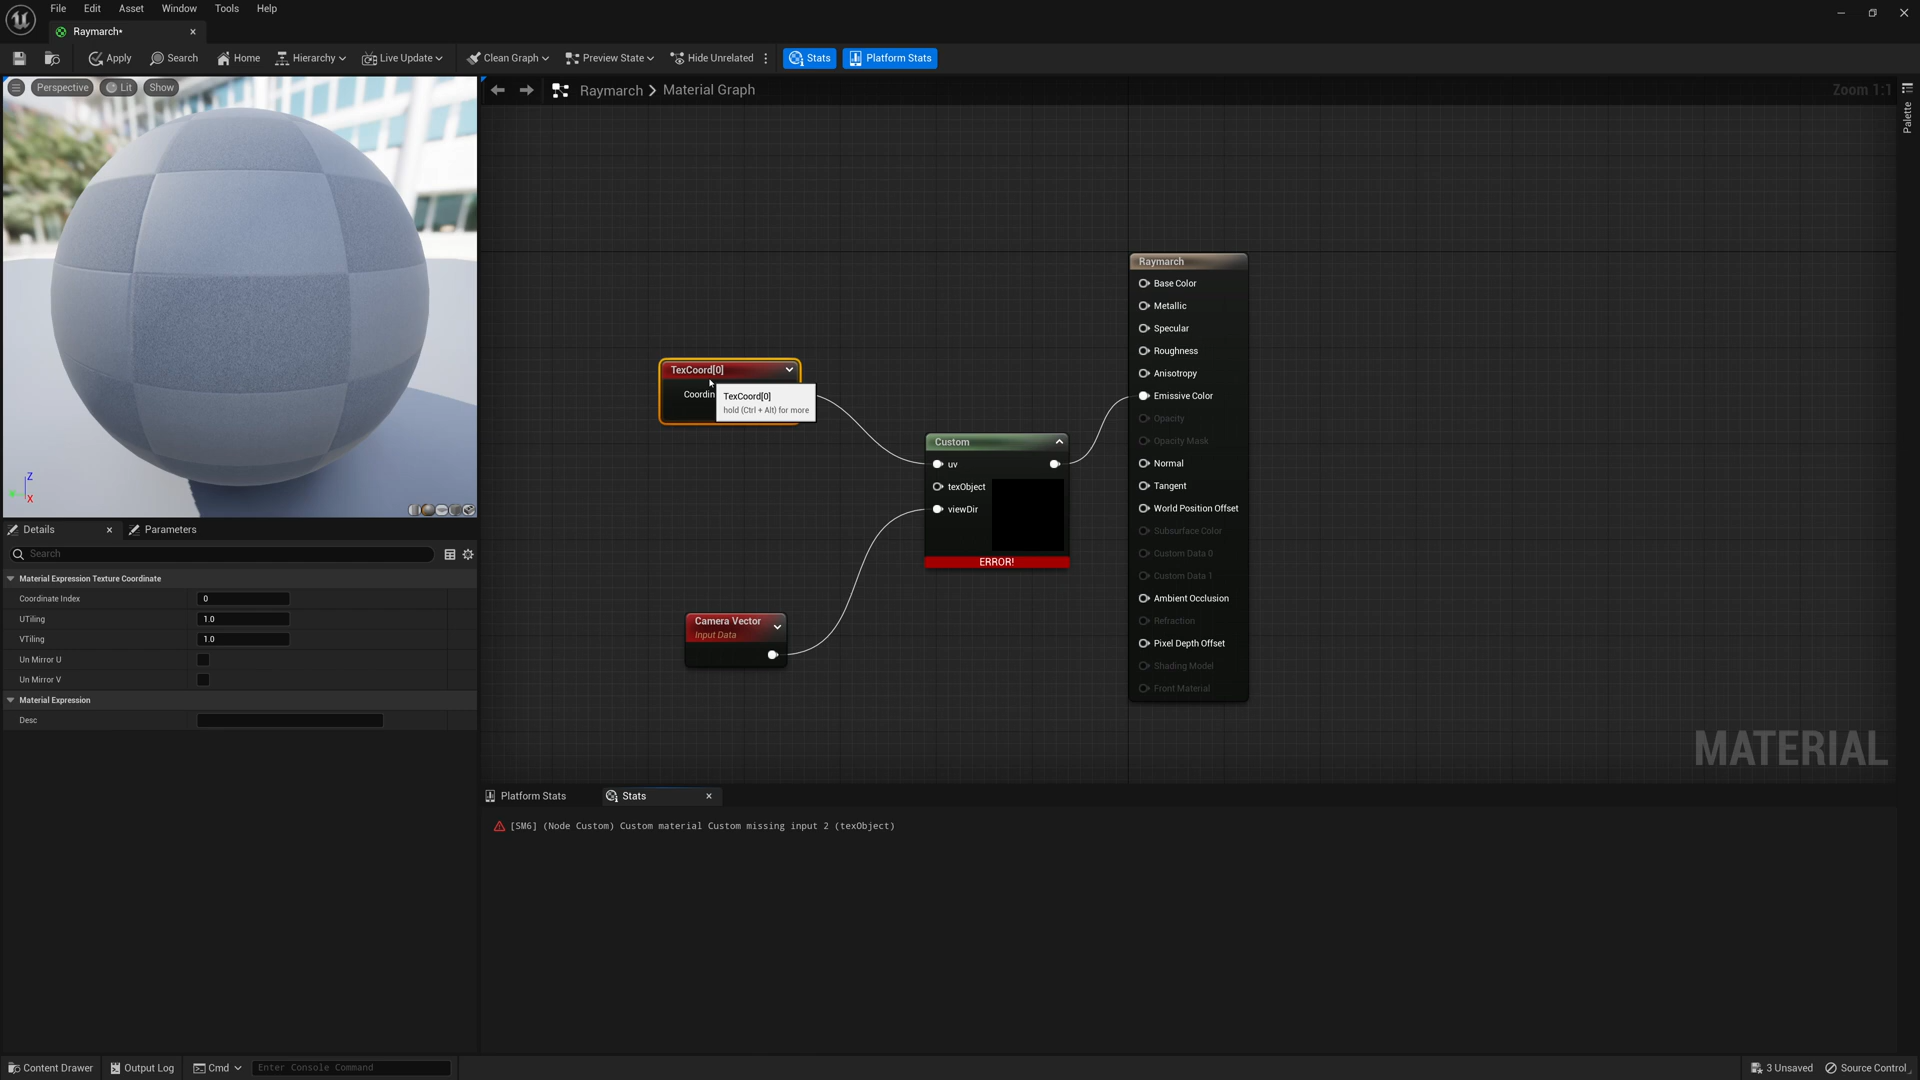 File Edit Asset Window Tools Help
Raymarch•
Apply Search Home Hierarchy Live Update Clean Graph Preview State Hide Unrelated Stats Platform Stats
Perspective Lit Show
Z
X
Raymarch > Material Graph
Zoom 1:1
Palette
TexCoord[0]
Coordin
TexCoord[0]
hold (Ctrl + Alt) for more
Custom
uv
texObject
viewDir
ERROR!
Camera Vector
Input Data
Raymarch
Base Color
Metallic
Specular
Roughness
Anisotropy
Emissive Color
Opacity
Opacity Mask
Normal
Tangent
World Position Offset
Subsurface Color
Custom Data 0
Custom Data 1
Ambient Occlusion
Refraction
Pixel Depth Offset
Shading Model
Front Material
MATERIAL
Details Parameters
Search
Material Expression Texture Coordinate
Coordinate Index 0
UTiling 1.0
VTiling 1.0
Un Mirror U
Un Mirror V
Material Expression
Desc
Platform Stats Stats
[SM6] (Node Custom) Custom material Custom missing input 2 (texObject)
Content Drawer Output Log Cmd Enter Console Command 3 Unsaved Source Control